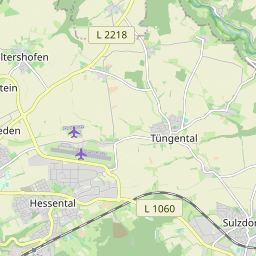 L 2218
ltershofen
tein
Tüngental
eden
Hessental
L 1060
Sulzdor